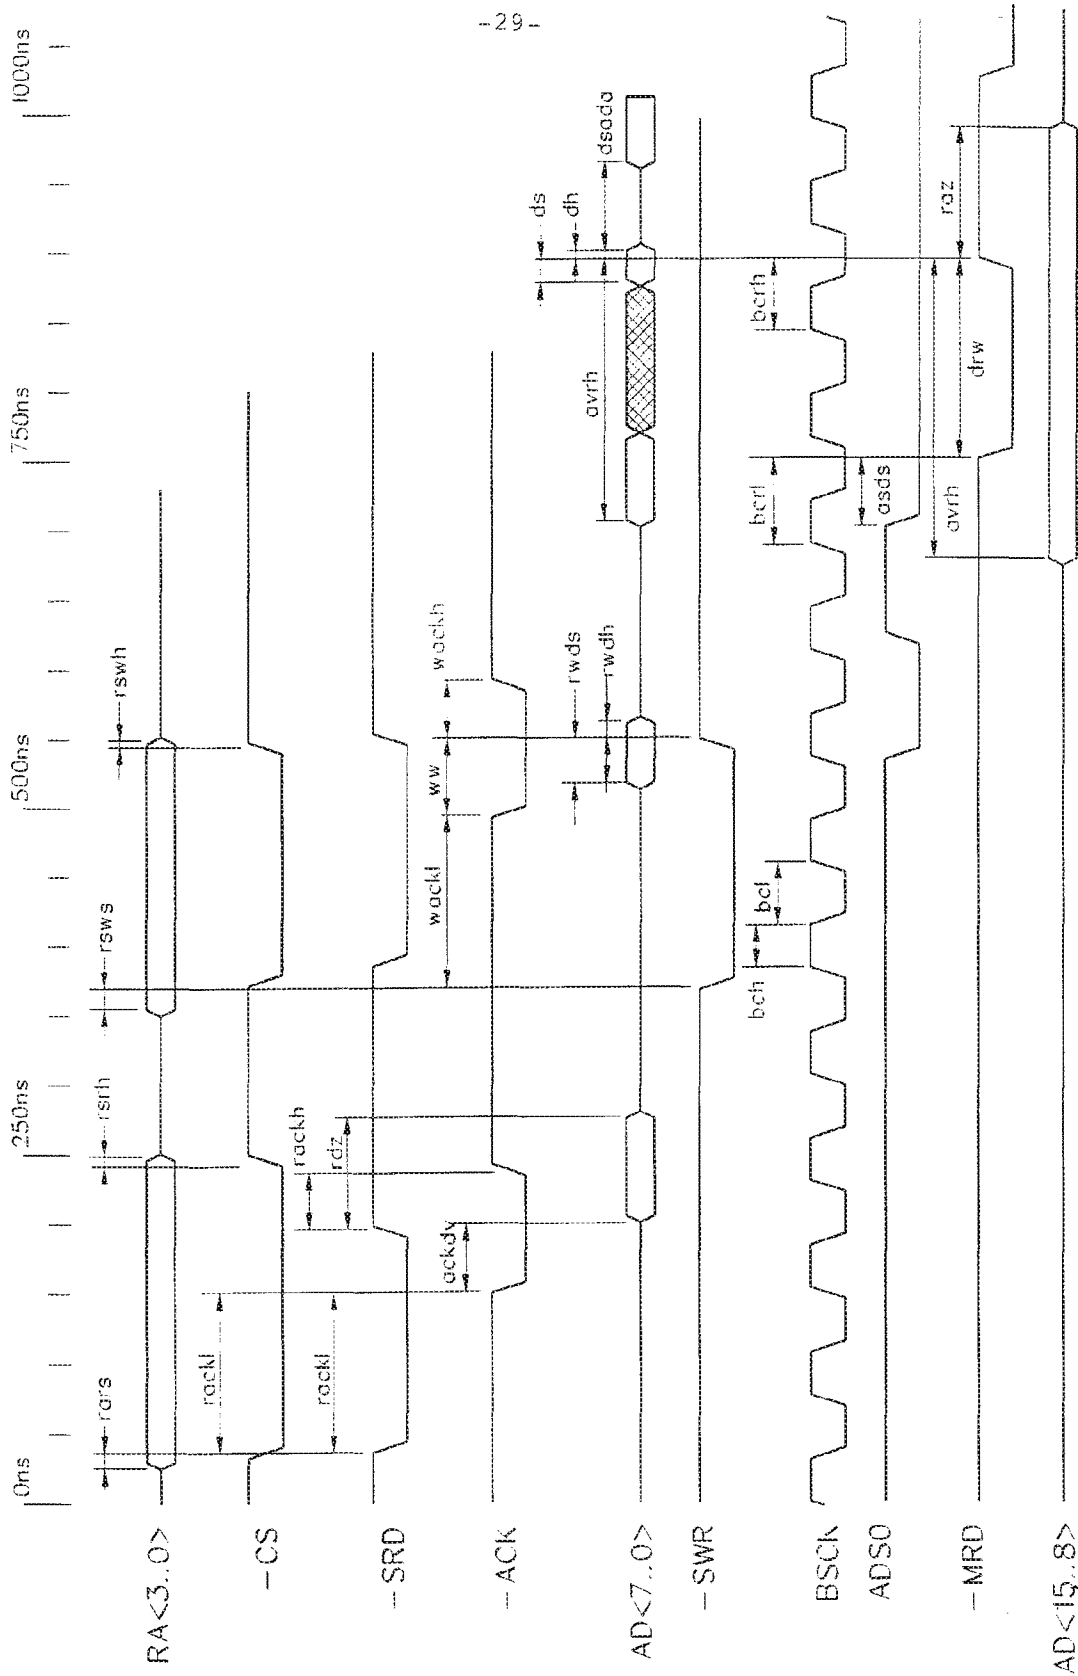 -29-
0ns
250ns
500ns
750ns
1000ns
RA<3..0>
rars
rsrh
rsws
rswh
-CS
rackl
-SRD
rackl
rackh
rdz
-ACK
ackdv
wackl
ww
wackh
AD<7..0>
rwds
rwdh
avrh
ds
dh
dsada
-SWR
BSCK
bch
bcl
bcrl
bcrh
ADS0
asds
-MRD
drw
raz
avrh
AD<15..8>